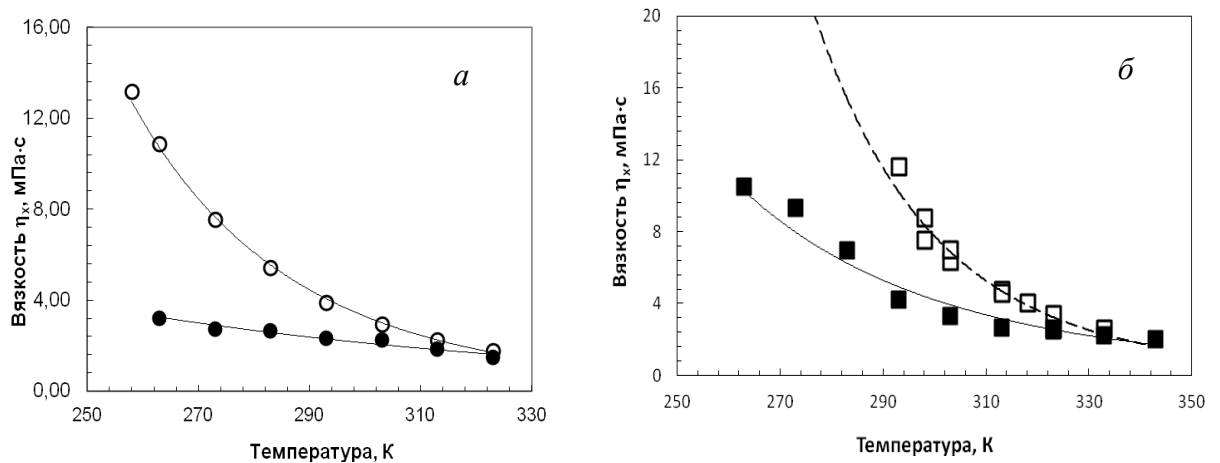 16,00
12,00
8,00
4,00
0,00
Вязкость ηx, мПа·с
а
250 270 290 310 330
Температура, К
20
16
12
8
4
0
Вязкость ηx, мПа·с
б
250 270 290 310 330 350
Температура, К